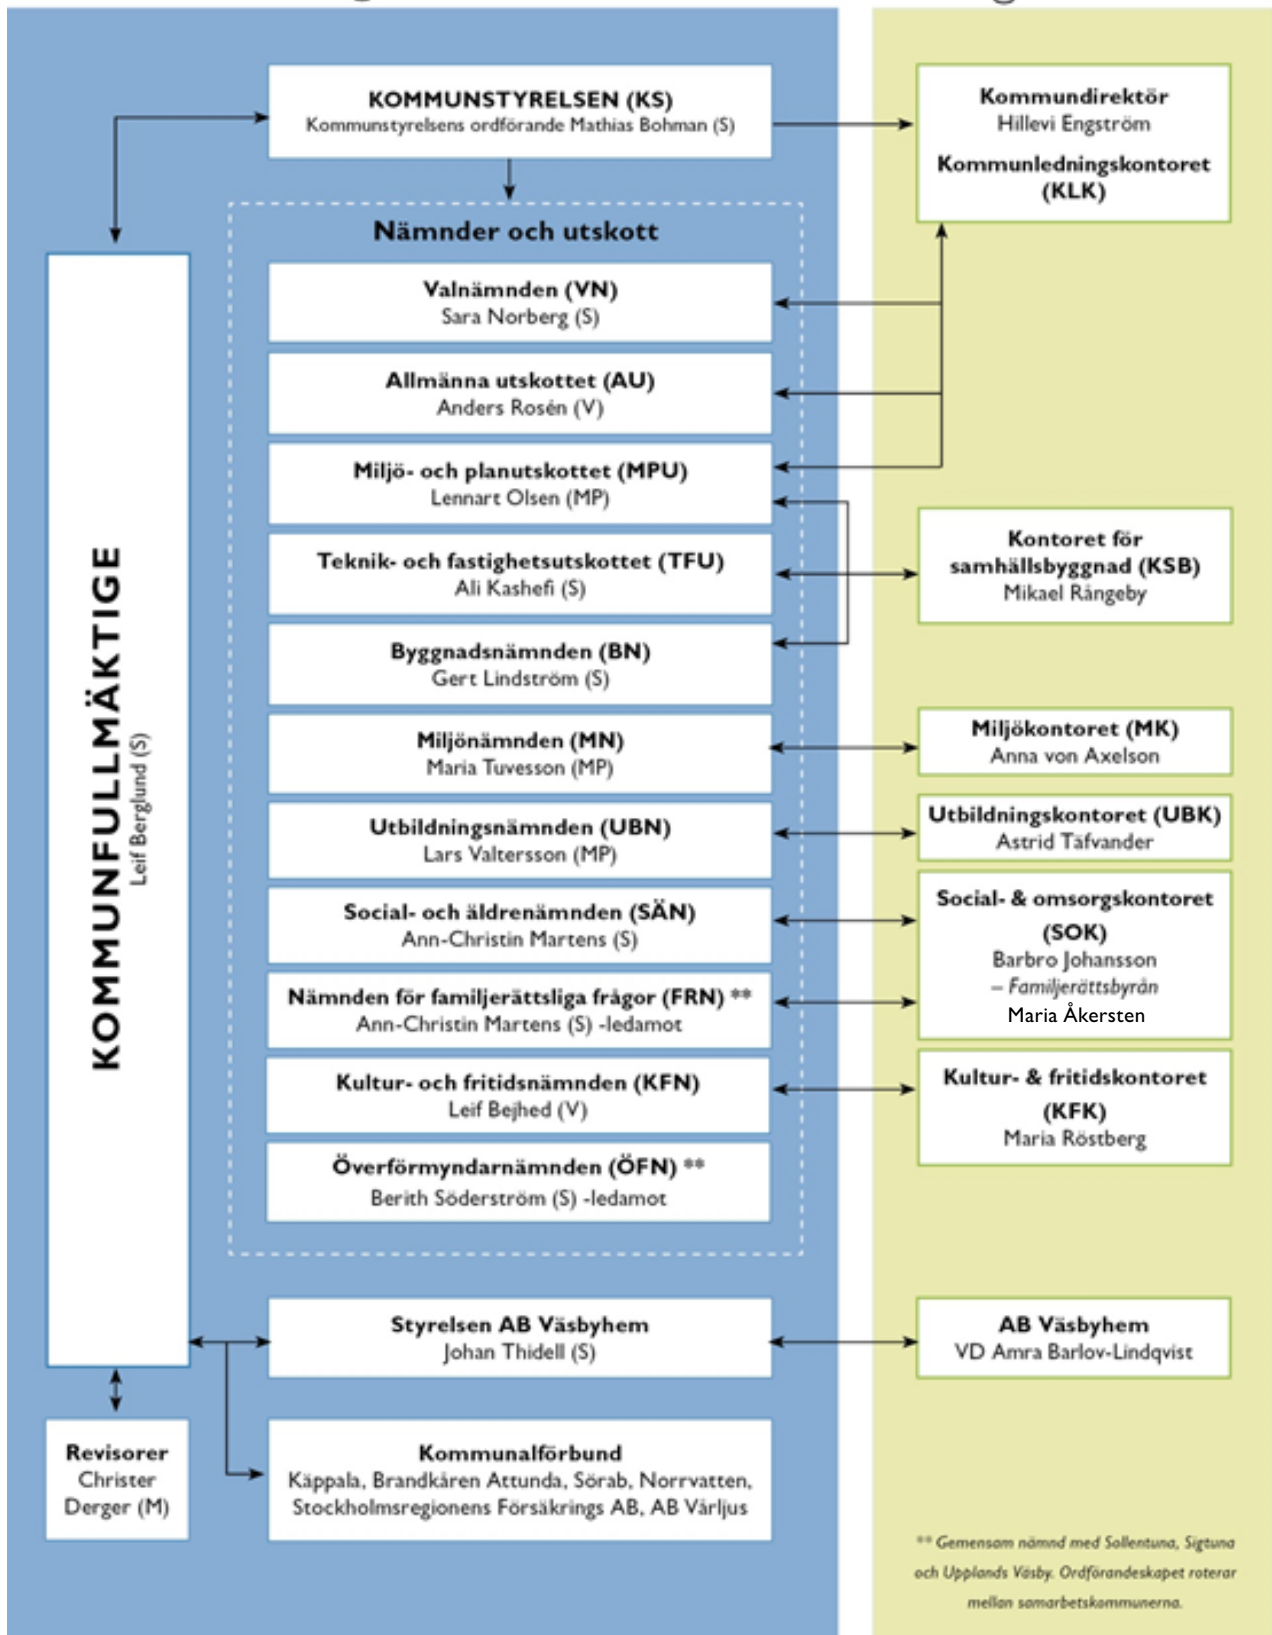 KOMMUNSTYRELSEN (KS)
Kommunstyrelsens ordförande Mathias Bohman (S)
Kommundirektör
Hillevi Engström
Kommunledningskontoret
(KLK)
Nämnder och utskott
Valnämnden (VN)
Sara Norberg (S)
Allmänna utskottet (AU)
Anders Rosén (V)
Miljö- och planutskottet (MPU)
Lennart Olsen (MP)
Teknik- och fastighetsutskottet (TFU)
Ali Kashefi (S)
Kontoret för
samhällsbyggnad (KSB)
Mikael Rångeby
Byggnadsnämnden (BN)
Gert Lindström (S)
KOMMUNFULLMÄKTIGE
Leif Berglund (S)
Miljönämnden (MN)
Maria Tuvesson (MP)
Miljökontoret (MK)
Anna von Axelson
Utbildningsnämnden (UBN)
Lars Valtersson (MP)
Utbildningskontoret (UBK)
Astrid Täfvander
Social- och äldrenämnden (SÄN)
Ann-Christin Martens (S)
Social- & omsorgskontoret
(SOK)
Barbro Johansson
– Familjerättsbyrån
Maria Åkersten
Nämnden för familjerättsliga frågor (FRN) **
Ann-Christin Martens (S) -ledamot
Kultur- och fritidsnämnden (KFN)
Leif Bejhed (V)
Kultur- & fritidskontoret
(KFK)
Maria Röstberg
Överförmyndarnämnden (ÖFN) **
Berith Söderström (S) -ledamot
Styrelsen AB Väsbyhem
Johan Thidell (S)
AB Väsbyhem
VD Amra Barlov-Lindqvist
Revisorer
Christer
Derger (M)
Kommunalförbund
Käppala, Brandkåren Attunda, Sörab, Norrvatten,
Stockholmsregionens Försäkrings AB, AB Vårljus
** Gemensam nämnd med Sollentuna, Sigtuna
och Upplands Väsby. Ordförandeskapet roterar
mellan samarbetskommunerna.